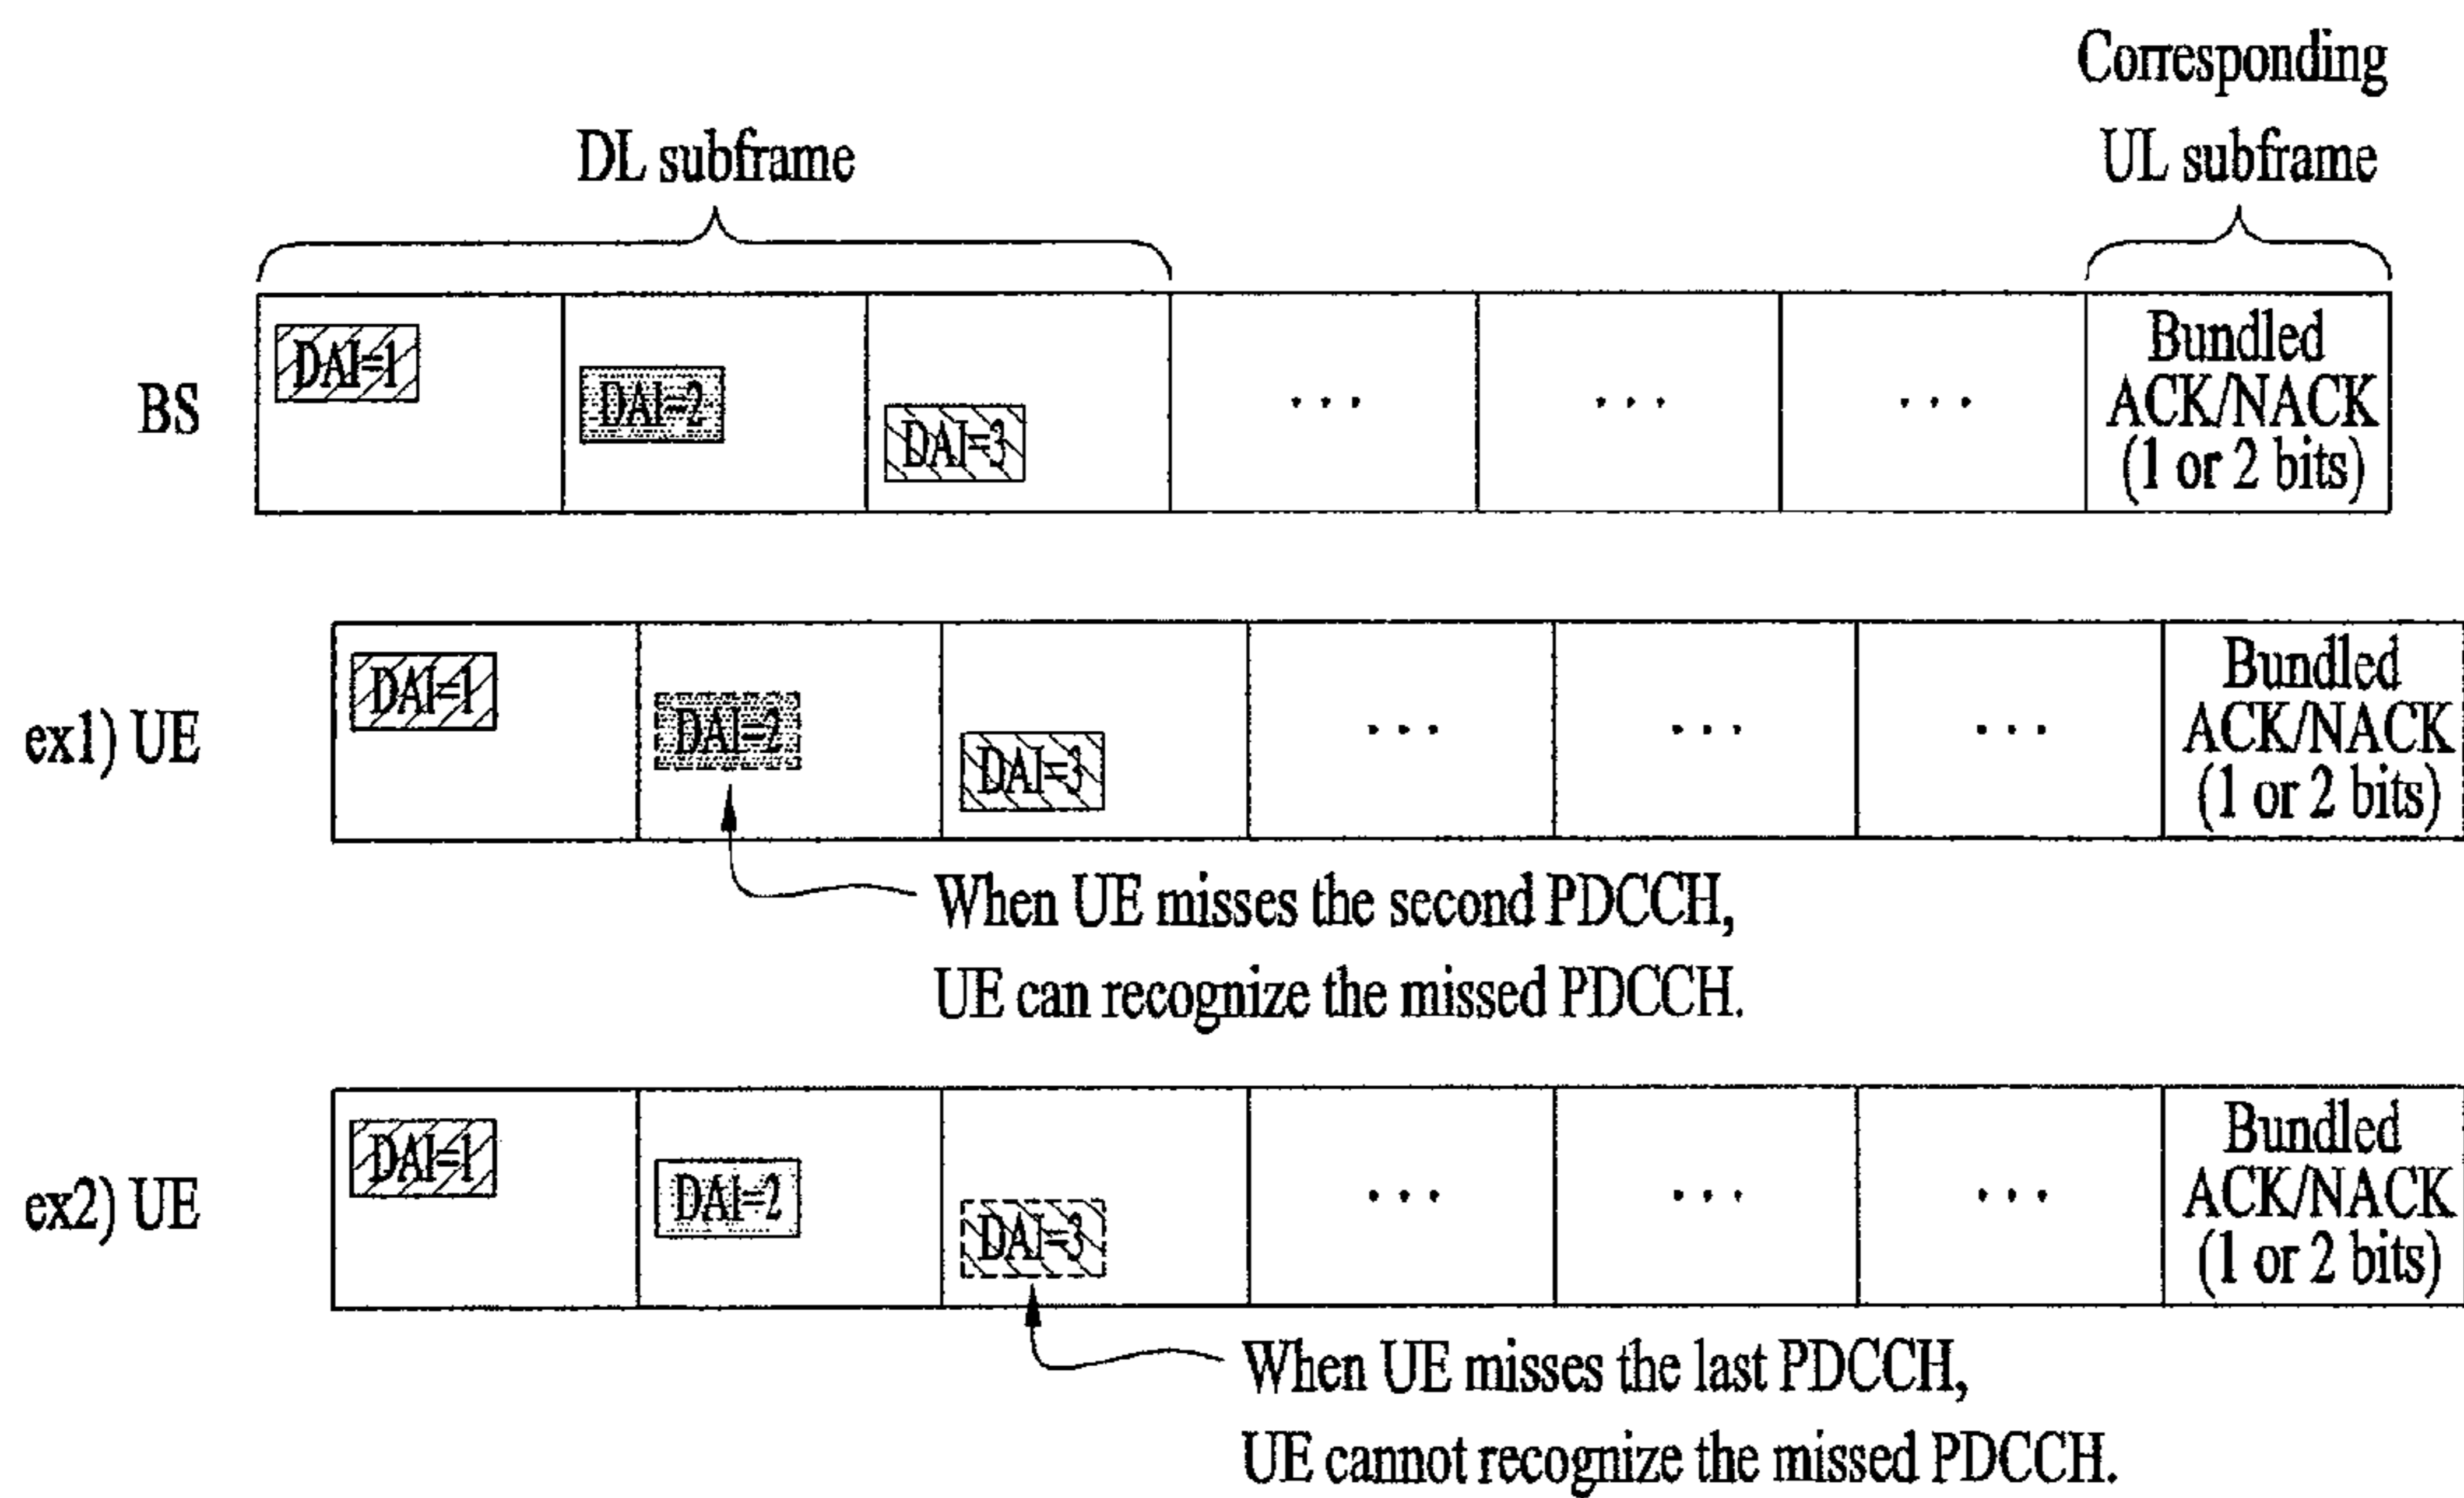 Corresponding
DL subframe
UL subframe
BS
DAI=1
DAI=2
DAI=3
...
...
...
Bundled
ACK/NACK
(1 or 2 bits)
ex1) UE
DAI=1
DAI=2
DAI=3
...
...
...
Bundled
ACK/NACK
(1 or 2 bits)
When UE misses the second PDCCH,
UE can recognize the missed PDCCH.
ex2) UE
DAI=1
DAI=2
DAI=3
...
...
...
Bundled
ACK/NACK
(1 or 2 bits)
When UE misses the last PDCCH,
UE cannot recognize the missed PDCCH.